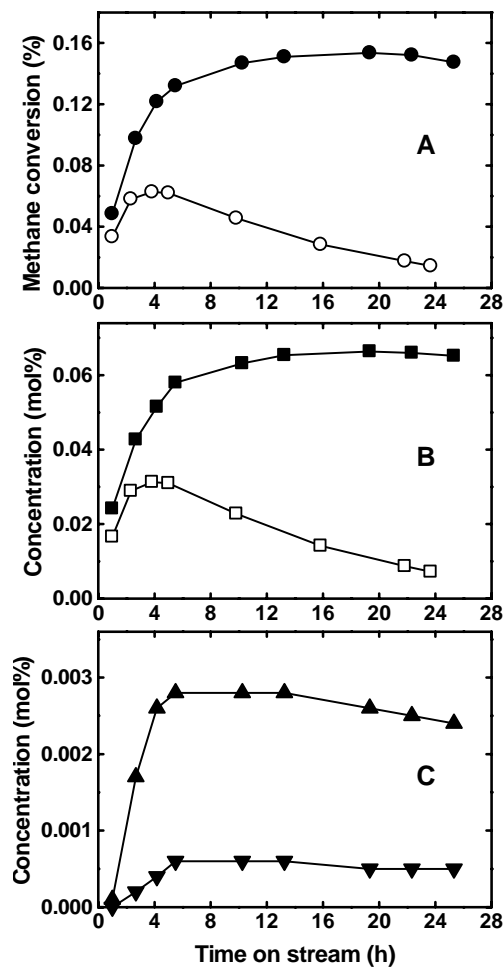 Methane conversion (%)
0.16
0.12
0.08
0.04
0.00
A
0 4 8 12 16 20 24 28
Concentration (mol%)
0.06
0.04
0.02
0.00
B
0 4 8 12 16 20 24 28
Concentration (mol%)
0.003
0.002
0.001
0.000
C
0 4 8 12 16 20 24 28
Time on stream (h)